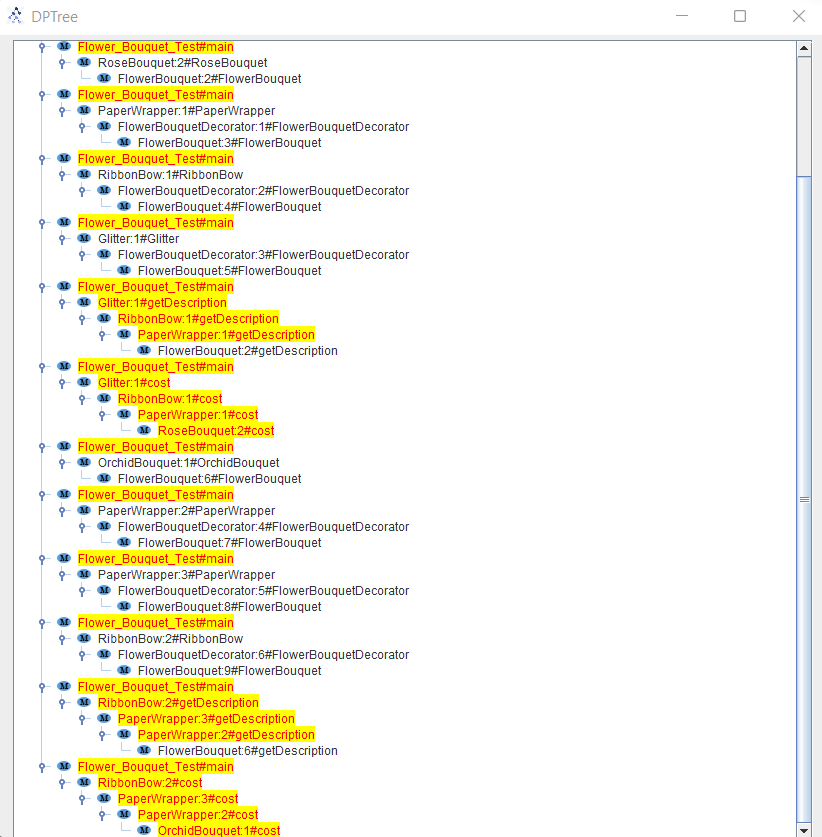 DPTree
Flower_Bouquet_Test#main
RoseBouquet:2#RoseBouquet
FlowerBouquet:2#FlowerBouquet
Flower_Bouquet_Test#main
PaperWrapper:1#PaperWrapper
FlowerBouquetDecorator:1#FlowerBouquetDecorator
FlowerBouquet:3#FlowerBouquet
Flower_Bouquet_Test#main
RibbonBow:1#RibbonBow
FlowerBouquetDecorator:2#FlowerBouquetDecorator
FlowerBouquet:4#FlowerBouquet
Flower_Bouquet_Test#main
Glitter:1#Glitter
FlowerBouquetDecorator:3#FlowerBouquetDecorator
FlowerBouquet:5#FlowerBouquet
Flower_Bouquet_Test#main
Glitter:1#getDescription
RibbonBow:1#getDescription
PaperWrapper:1#getDescription
FlowerBouquet:2#getDescription
Flower_Bouquet_Test#main
Glitter:1#cost
RibbonBow:1#cost
PaperWrapper:1#cost
RoseBouquet:2#cost
Flower_Bouquet_Test#main
OrchidBouquet:1#OrchidBouquet
FlowerBouquet:6#FlowerBouquet
Flower_Bouquet_Test#main
PaperWrapper:2#PaperWrapper
FlowerBouquetDecorator:4#FlowerBouquetDecorator
FlowerBouquet:7#FlowerBouquet
Flower_Bouquet_Test#main
PaperWrapper:3#PaperWrapper
FlowerBouquetDecorator:5#FlowerBouquetDecorator
FlowerBouquet:8#FlowerBouquet
Flower_Bouquet_Test#main
RibbonBow:2#RibbonBow
FlowerBouquetDecorator:6#FlowerBouquetDecorator
FlowerBouquet:9#FlowerBouquet
Flower_Bouquet_Test#main
RibbonBow:2#getDescription
PaperWrapper:3#getDescription
PaperWrapper:2#getDescription
FlowerBouquet:6#getDescription
Flower_Bouquet_Test#main
RibbonBow:2#cost
PaperWrapper:3#cost
PaperWrapper:2#cost
OrchidBouquet:1#cost